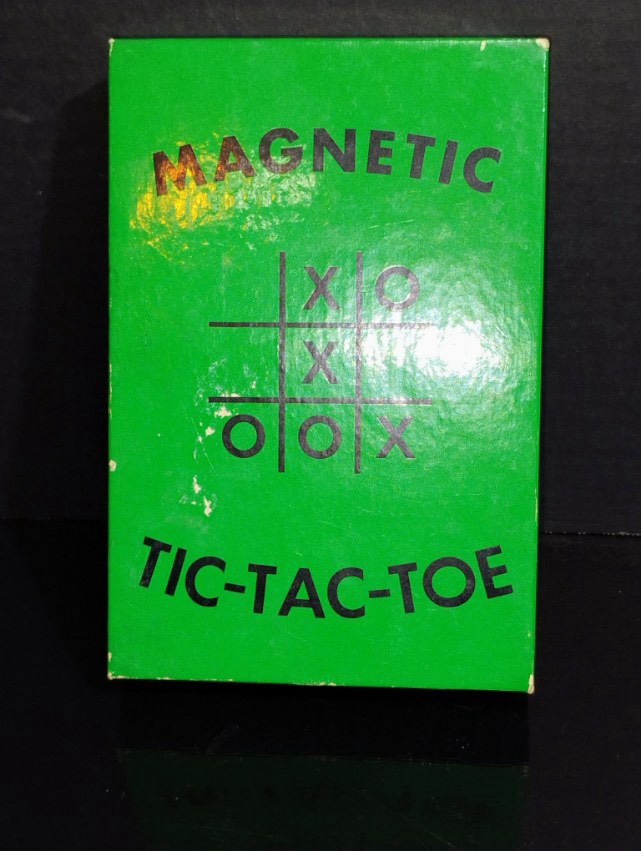 MAGNETIC
X O
X
O O X
TIC-TAC-TOE